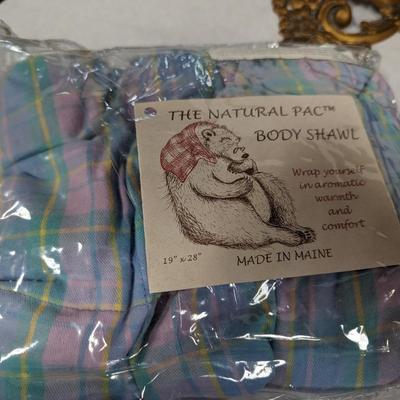 THE NATURAL PAC™
BODY SHAWL
Wrap yourself
in aromatic
warmth
and
comfort
19" x 28"
MADE IN MAINE